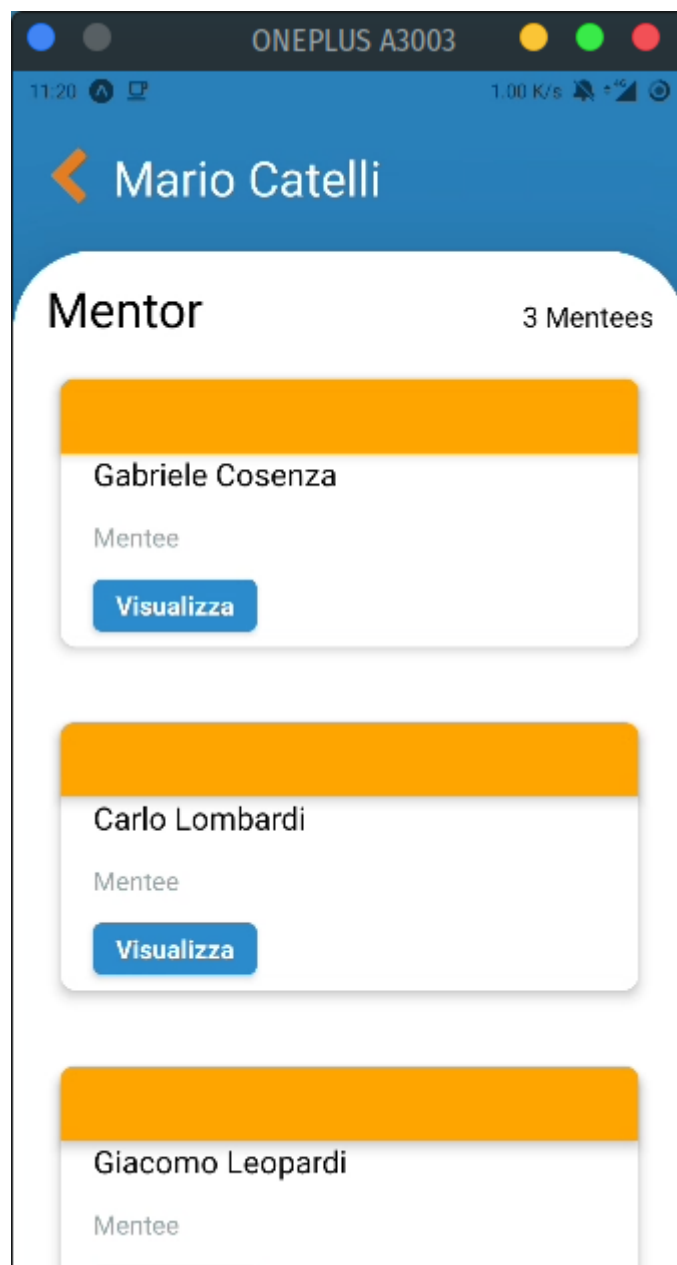 ONEPLUS A3003
11:20 1.00 K/s 4G
Mario Catelli
Mentor 3 Mentees
Gabriele Cosenza
Mentee
Visualizza
Carlo Lombardi
Mentee
Visualizza
Giacomo Leopardi
Mentee